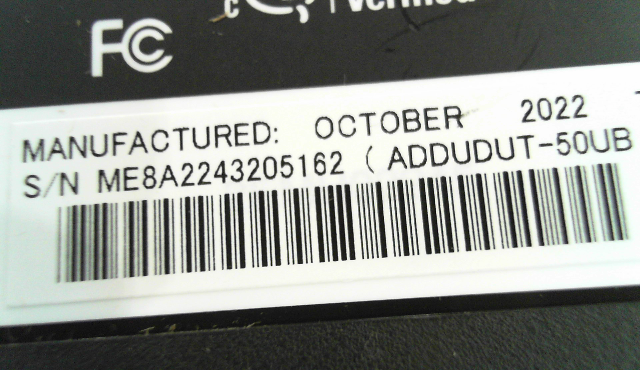 c
FC
MANUFACTURED: OCTOBER 2022
S/N ME8A2243205162 ( ADDUDUT-50UB